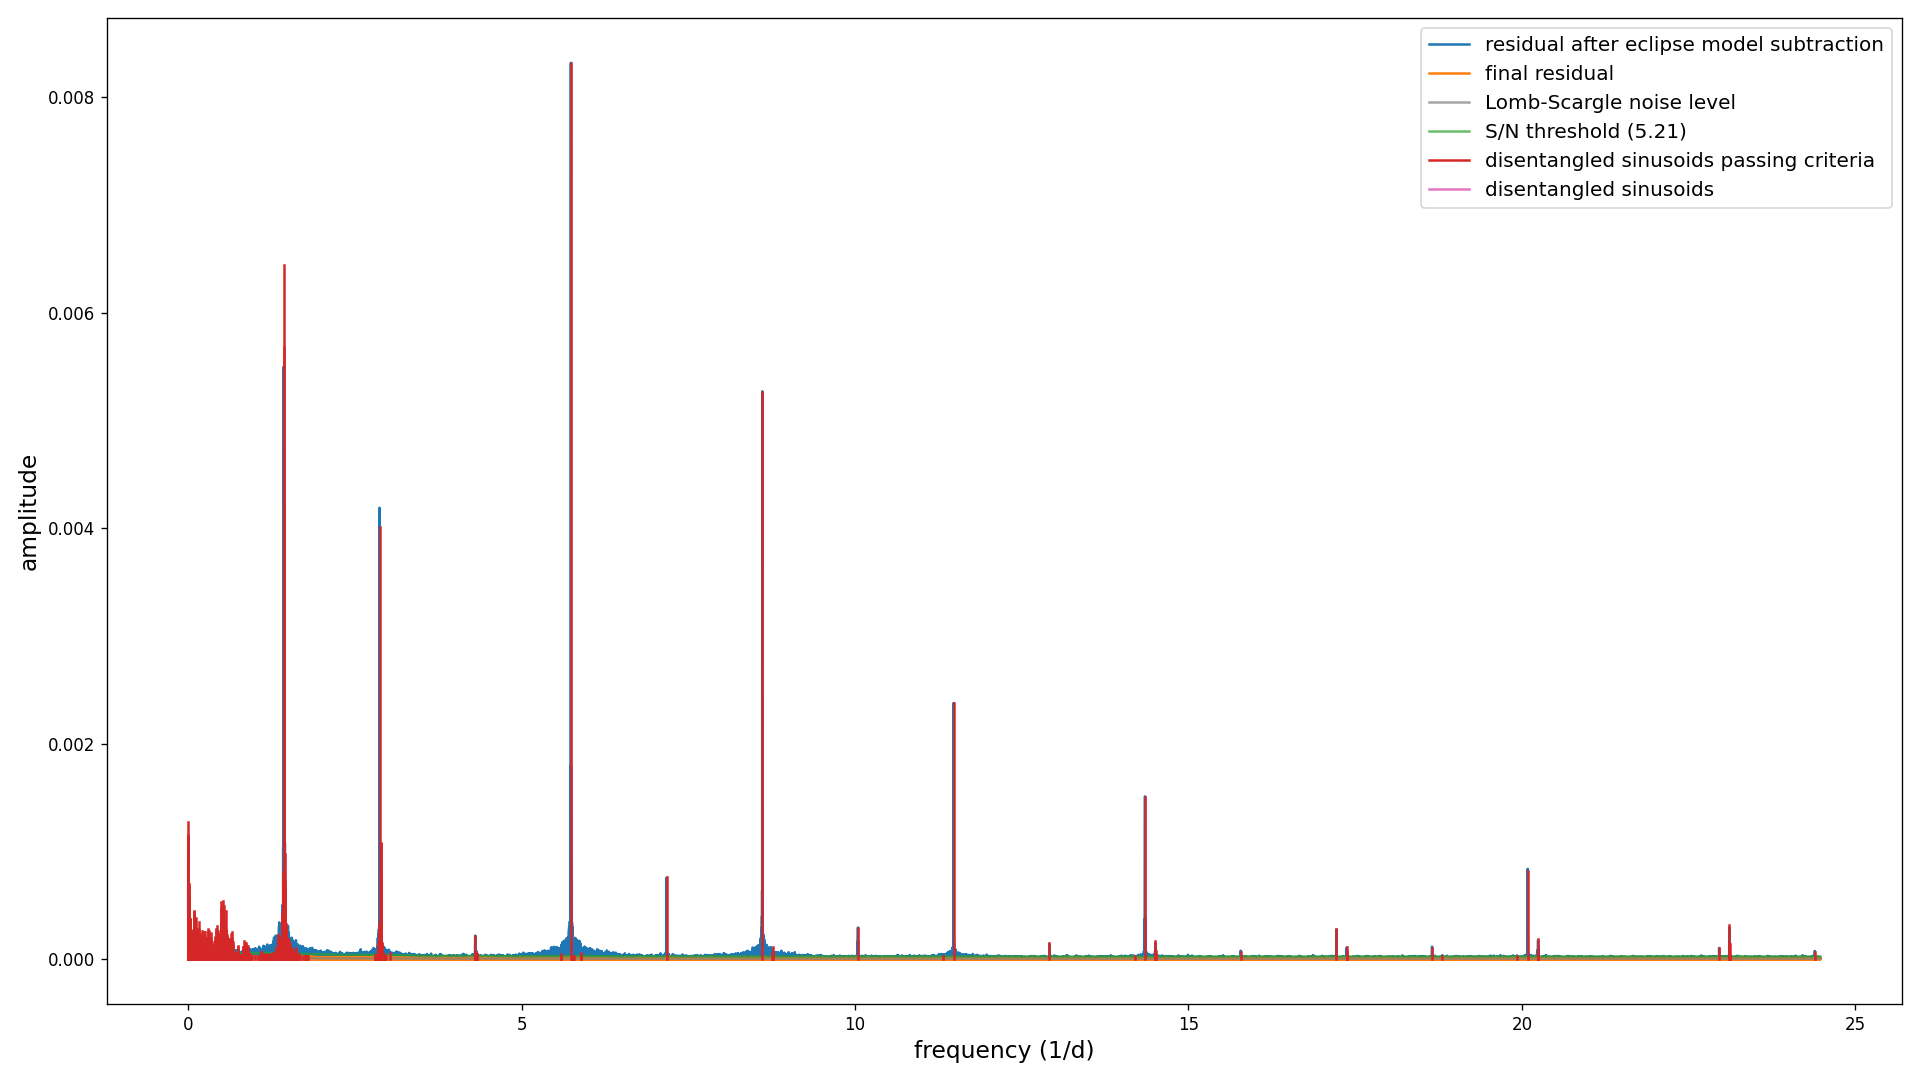 residual after eclipse model subtraction
final residual
Lomb-Scargle noise level
S/N threshold (5.21)
disentangled sinusoids passing criteria
disentangled sinusoids
0.008
0.006
0.004
0.002
0.000
amplitude
0 5 10 15 20 25
frequency (1/d)